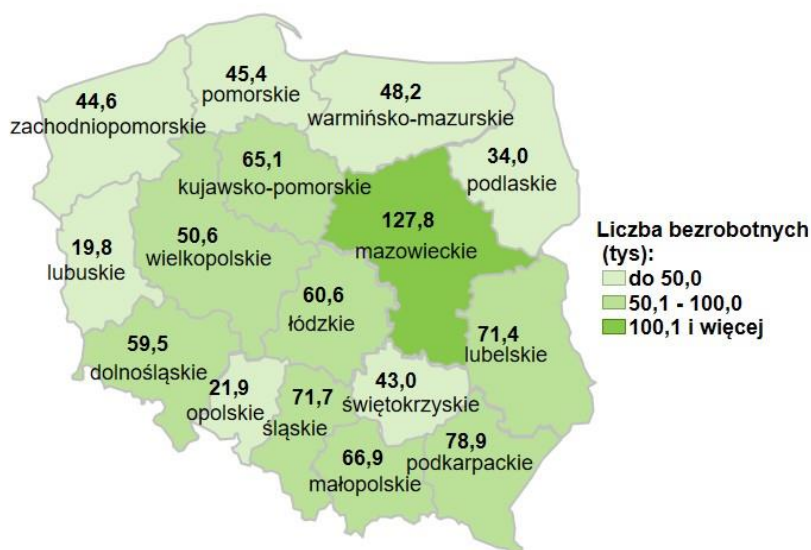 45,4
pomorskie
44,6
zachodniopomorskie
48,2
warmińsko-mazurskie
34,0
podlaskie
65,1
kujawsko-pomorskie
127,8
mazowieckie
19,8
lubuskie
50,6
wielkopolskie
60,6
łódzkie
71,4
lubelskie
59,5
dolnośląskie
21,9
opolskie
71,7
śląskie
43,0
świętokrzyskie
66,9
małopolskie
78,9
podkarpackie
Liczba bezrobotnych
(tys):
do 50,0
50,1 - 100,0
100,1 i więcej